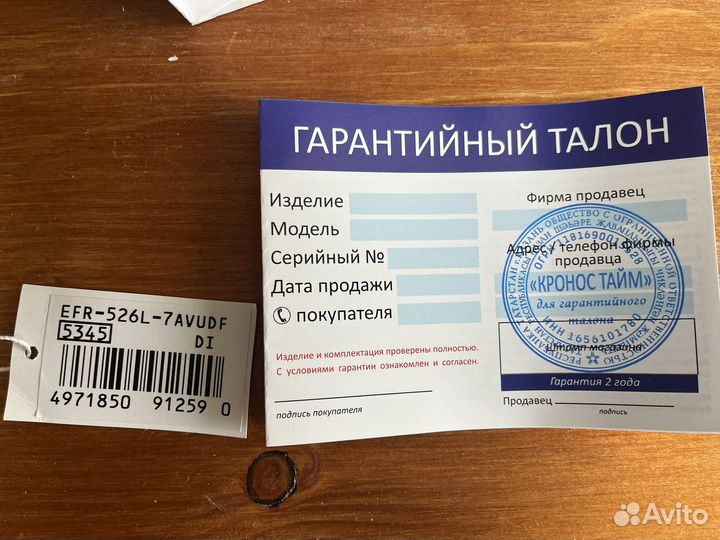 ГАРАНТИЙНЫЙ ТАЛОН
Изделие
Модель
Серийный №
Дата продажи
покупателя
Изделие и комплектация проверены полностью.
С условиями гарантии ознакомлен и согласен.
подпись покупателя
Фирма продавец
Адрес / телефон фирмы
продавца
«КРОНОС ТАЙМ»
для гарантийного
талона
ИНН 1656101780
Штамп магазина
Гарантия 2 года
Продавец
подпись
EFR-526L-7AVUDF
5345 DI
4971850 91259 0
Avito